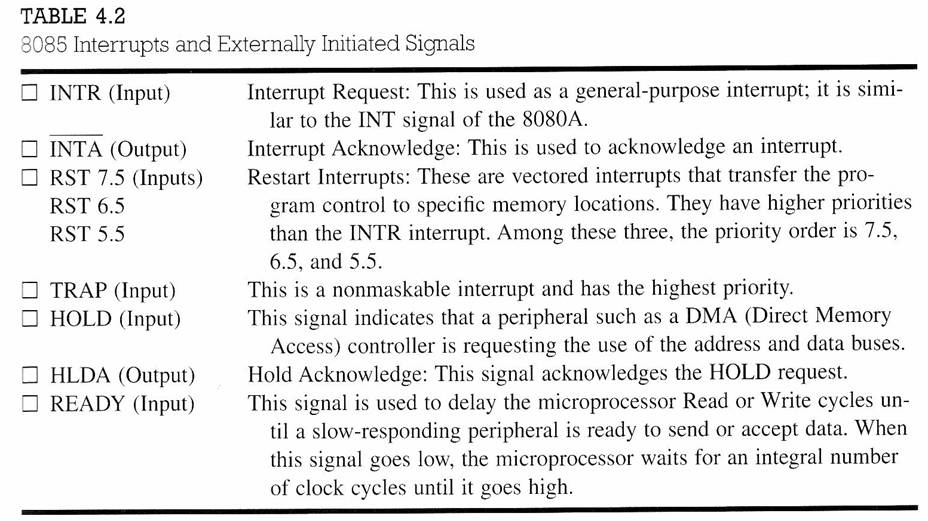 TABLE 4.2
8085 Interrupts and Externally Initiated Signals
☐ INTR (Input) Interrupt Request: This is used as a general-purpose interrupt; it is simi-
lar to the INT signal of the 8080A.
☐ I̅N̅T̅A̅ (Output) Interrupt Acknowledge: This is used to acknowledge an interrupt.
☐ RST 7.5 (Inputs) Restart Interrupts: These are vectored interrupts that transfer the pro-
RST 6.5 gram control to specific memory locations. They have higher priorities
RST 5.5 than the INTR interrupt. Among these three, the priority order is 7.5,
6.5, and 5.5.
☐ TRAP (Input) This is a nonmaskable interrupt and has the highest priority.
☐ HOLD (Input) This signal indicates that a peripheral such as a DMA (Direct Memory
Access) controller is requesting the use of the address and data buses.
☐ HLDA (Output) Hold Acknowledge: This signal acknowledges the HOLD request.
☐ READY (Input) This signal is used to delay the microprocessor Read or Write cycles un-
til a slow-responding peripheral is ready to send or accept data. When
this signal goes low, the microprocessor waits for an integral number
of clock cycles until it goes high.